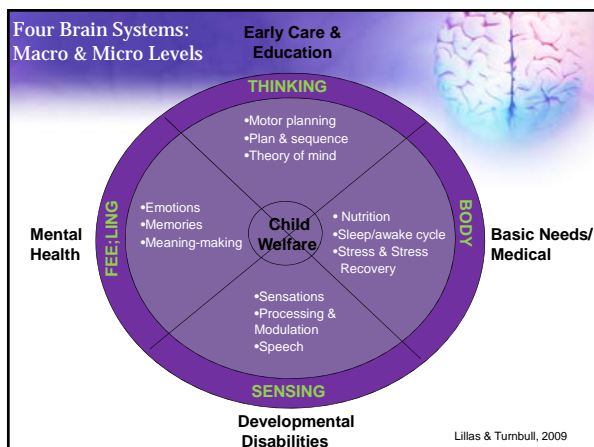 Four Brain Systems:
Macro & Micro Levels
Early Care &
Education
THINKING
•Motor planning
•Plan & sequence
•Theory of mind
Mental
Health
FEE;LING
•Emotions
•Memories
•Meaning-making
Child
Welfare
• Nutrition
•Sleep/awake cycle
•Stress & Stress
Recovery
BODY
Basic Needs/
Medical
•Sensations
•Processing &
Modulation
•Speech
SENSING
Developmental
Disabilities
Lillas & Turnbull, 2009